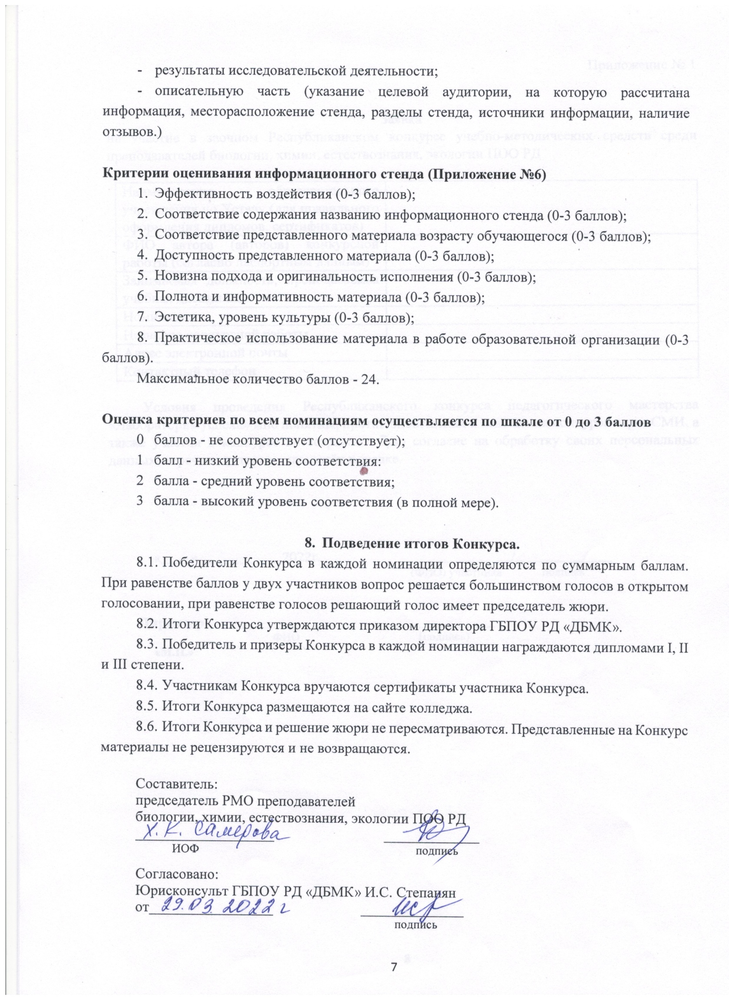 - результаты исследовательской деятельности;
- описательную часть (указание целевой аудитории, на которую рассчитана
информация, месторасположение стенда, разделы стенда, источники информации, наличие
отзывов.)
Критерии оценивания информационного стенда (Приложение №6)
1. Эффективность воздействия (0-3 баллов);
2. Соответствие содержания названию информационного стенда (0-3 баллов);
3. Соответствие представленного материала возрасту обучающегося (0-3 баллов);
4. Доступность представленного материала (0-3 баллов);
5. Новизна подхода и оригинальность исполнения (0-3 баллов);
6. Полнота и информативность материала (0-3 баллов);
7. Эстетика, уровень культуры (0-3 баллов);
8. Практическое использование материала в работе образовательной организации (0-3
баллов).
Максимальное количество баллов - 24.
Оценка критериев по всем номинациям осуществляется по шкале от 0 до 3 баллов
0 баллов - не соответствует (отсутствует);
1 балл - низкий уровень соответствия:
2 балла - средний уровень соответствия;
3 балла - высокий уровень соответствия (в полной мере).
8. Подведение итогов Конкурса.
8.1. Победители Конкурса в каждой номинации определяются по суммарным баллам.
При равенстве баллов у двух участников вопрос решается большинством голосов в открытом
голосовании, при равенстве голосов решающий голос имеет председатель жюри.
8.2. Итоги Конкурса утверждаются приказом директора ГБПОУ РД «ДБМК».
8.3. Победитель и призеры Конкурса в каждой номинации награждаются дипломами I, II
и III степени.
8.4. Участникам Конкурса вручаются сертификаты участника Конкурса.
8.5. Итоги Конкурса размещаются на сайте колледжа.
8.6. Итоги Конкурса и решение жюри не пересматриваются. Представленные на Конкурс
материалы не рецензируются и не возвращаются.
Составитель:
председатель РМО преподавателей
биологии, химии, естествознания, экологии ПОО РД
Х.К. Самерова
ИОФ подпись
Согласовано:
Юрисконсульт ГБПОУ РД «ДБМК» И.С. Степанян
от 29.03.2022 г
подпись
7